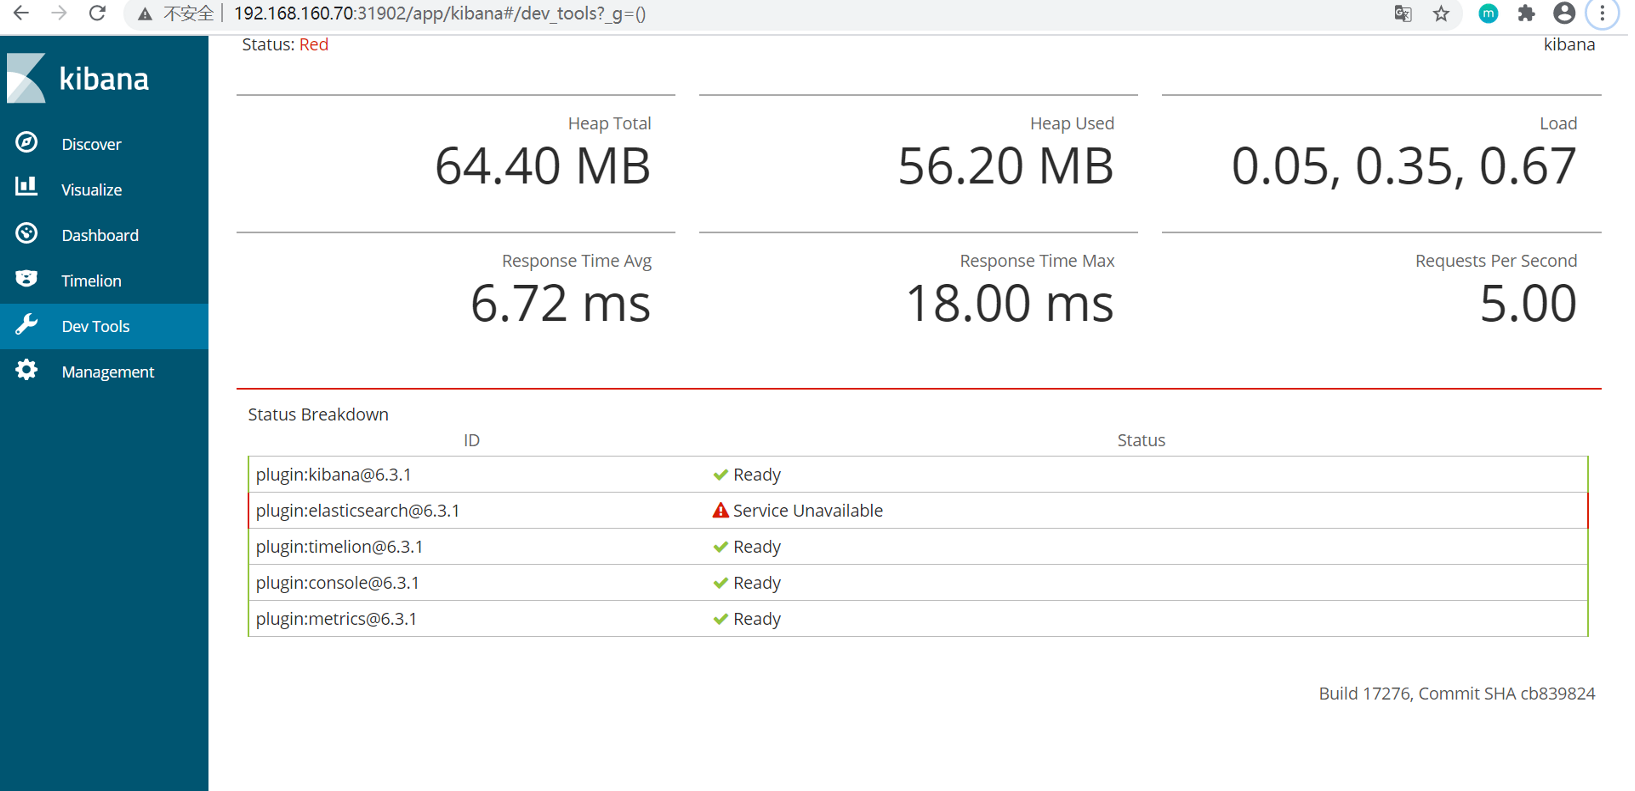 不安全 192.168.160.70:31902/app/kibana#/dev_tools?_g=()
m
kibana
Discover
Visualize
Dashboard
Timelion
Dev Tools
Management
Status: Red kibana
Heap Total Heap Used Load
64.40 MB 56.20 MB 0.05, 0.35, 0.67
Response Time Avg Response Time Max Requests Per Second
6.72 ms 18.00 ms 5.00
Status Breakdown
ID Status
plugin:kibana@6.3.1 Ready
plugin:elasticsearch@6.3.1 Service Unavailable
plugin:timelion@6.3.1 Ready
plugin:console@6.3.1 Ready
plugin:metrics@6.3.1 Ready
Build 17276, Commit SHA cb839824